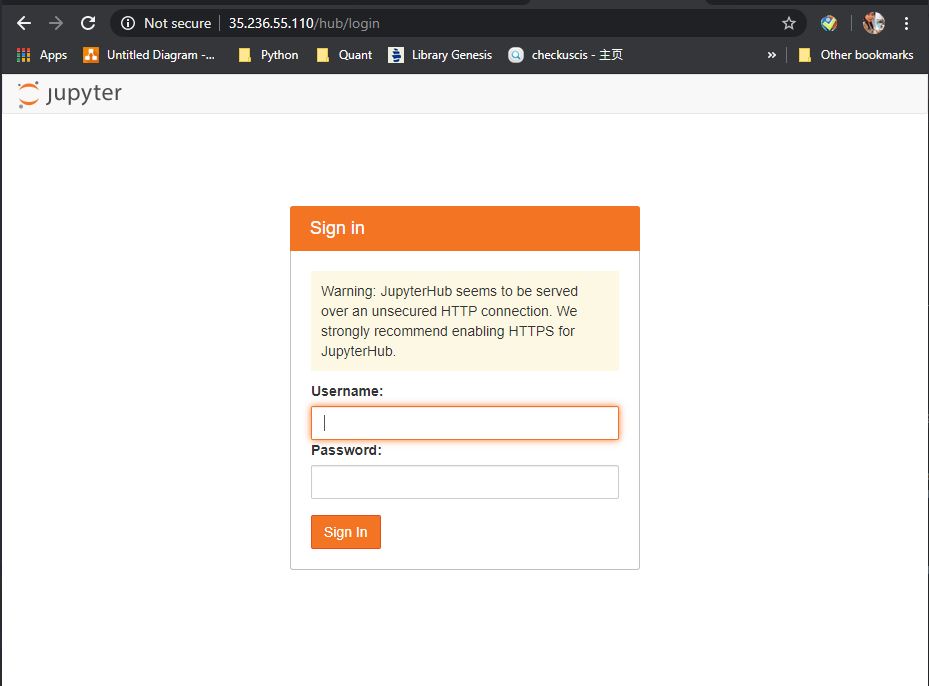 Not secure 35.236.55.110/hub/login
Apps Untitled Diagram -... Python Quant Library Genesis checkuscis - 主页 » Other bookmarks
jupyter
Sign in
Warning: JupyterHub seems to be served
over an unsecured HTTP connection. We
strongly recommend enabling HTTPS for
JupyterHub.
Username:
Password:
Sign In